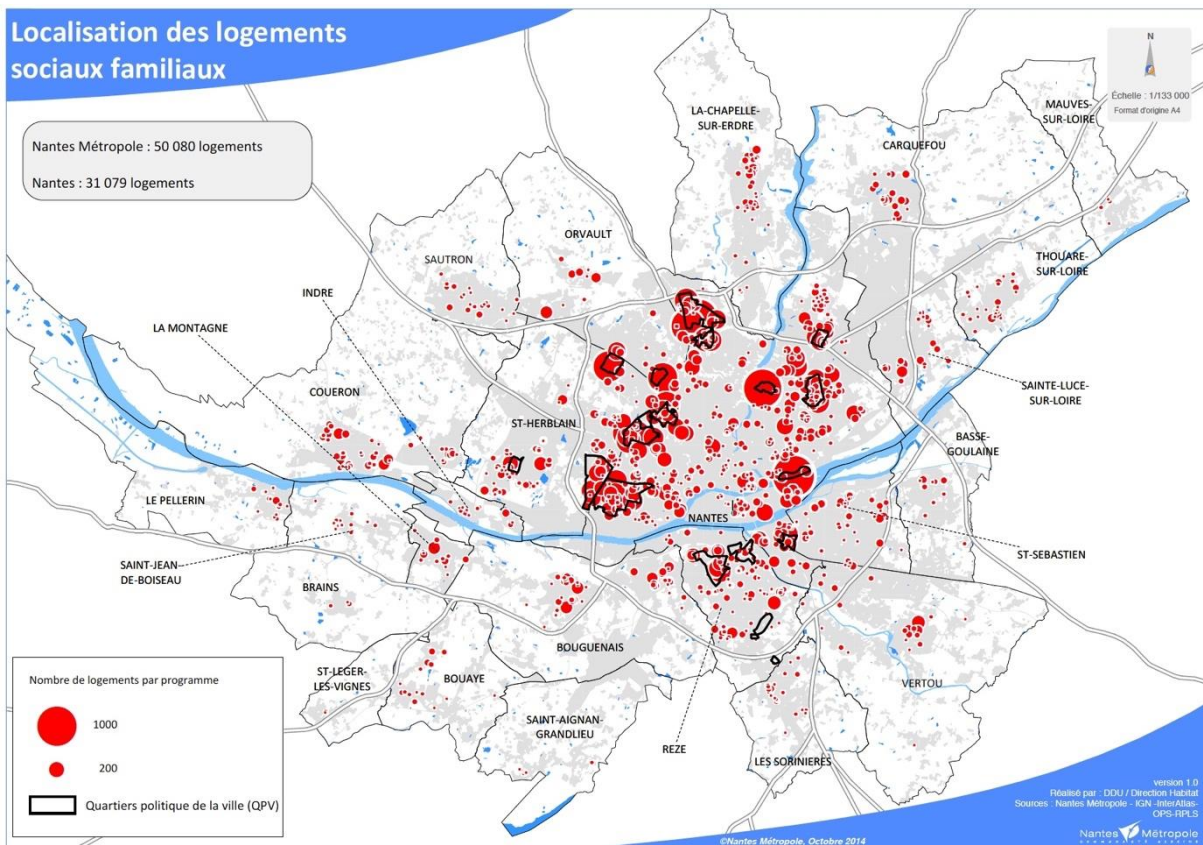 Localisation des logements
sociaux familiaux
Nantes Métropole : 50 080 logements
Nantes : 31 079 logements
N
Échelle : 1/133 000
Format d'origine A4
LA-CHAPELLE-
SUR-ERDRE
MAUVES-
SUR-LOIRE
CARQUEFOU
ORVAULT
SAUTRON
THOUARE-
SUR-LOIRE
INDRE
LA MONTAGNE
COUERON
ST-HERBLAIN
SAINTE-LUCE-
SUR-LOIRE
BASSE-
GOULAINE
LE PELLERIN
NANTES
ST-SEBASTIEN
SAINT-JEAN
DE-BOISEAU
BRAINS
BOUGUENAIS
ST-LEGER-
LES-VIGNES
BOUAYE
VERTOU
SAINT-AIGNAN-
GRANDLIEU
REZE
LES SORINIERES
Nombre de logements par programme
1000
200
Quartiers politique de la ville (QPV)
version 1.0
Réalisé par : DDU / Direction Habitat
Sources : Nantes Métropole - IGN -InterAtlas-
OPS-RPLS
©Nantes Métropole, Octobre 2014
Nantes Métropole
COMMUNAUTÉ URBAINE